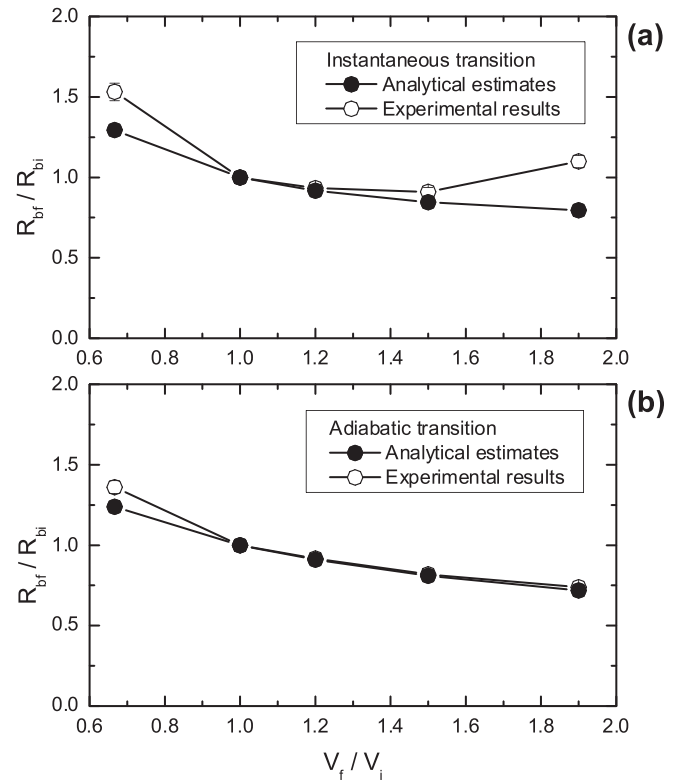 2.0
(a)
Instantaneous transition
Analytical estimates
Experimental results
1.5
1.0
0.5
0.0
R_bf / R_bi
0.6 0.8 1.0 1.2 1.4 1.6 1.8 2.0
2.0
(b)
Adiabatic transition
Analytical estimates
Experimental results
1.5
1.0
0.5
0.0
R_bf / R_bi
0.6 0.8 1.0 1.2 1.4 1.6 1.8 2.0
V_f / V_i